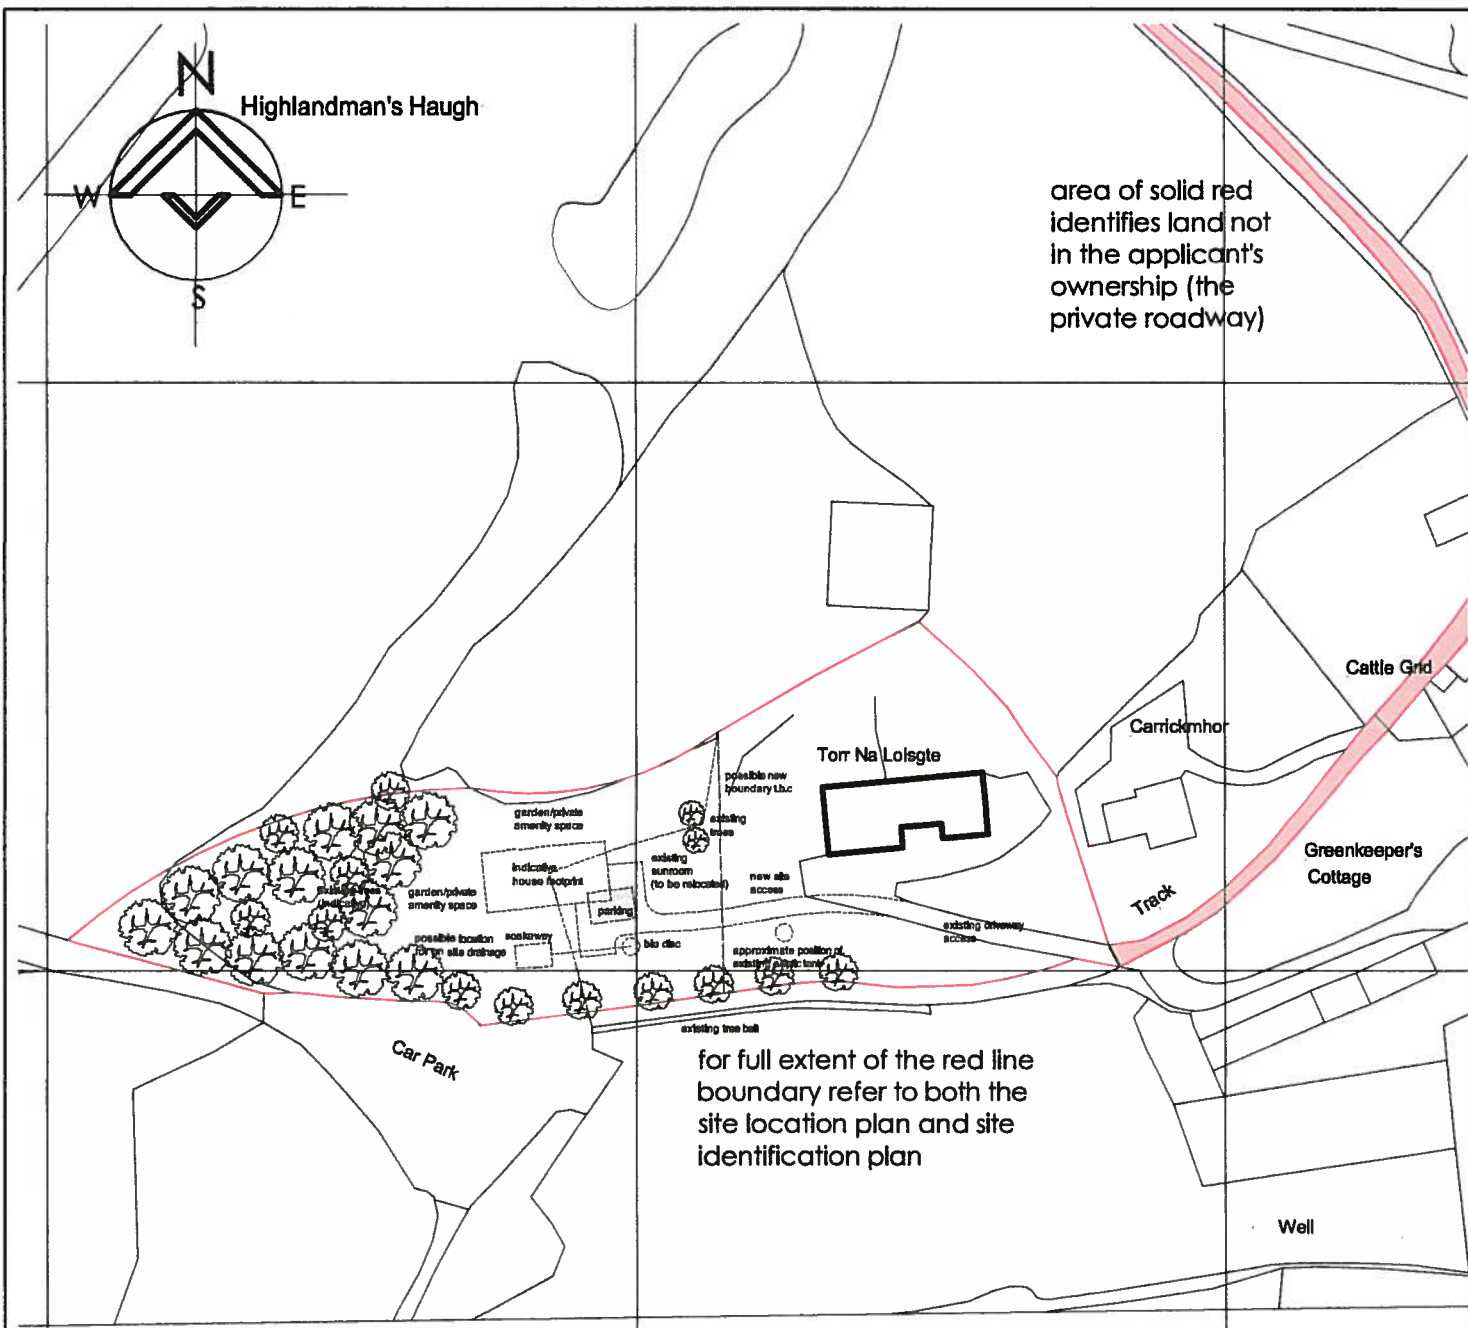 N
Highlandman's Haugh
W
E
S
area of solid red
identifies land not
in the applicant's
ownership (the
private roadway)
Cattle Grid
Carrickmhor
Torr Na Loisgte
possible new
boundary t.b.c
garden/private
amenity space
existing
trees
Greenkeeper's
Cottage
indicative
house footprint
existing
sunroom
(to be relocated)
new site
access
garden/private
amenity space
existing trees
(indicative)
parking
Track
existing driveway
access
possible location
for on site drainage
soakaway
bio disc
approximate position of
existing septic tank
existing tree belt
Car Park
for full extent of the red line
boundary refer to both the
site location plan and site
identification plan
Well